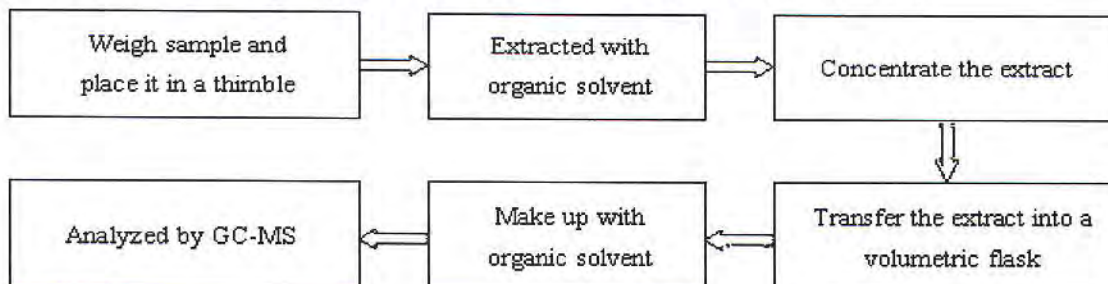 Weigh sample and
place it in a thimble
Extracted with
organic solvent
Concentrate the extract
Transfer the extract into a
volumetric flask
Make up with
organic solvent
Analyzed by GC-MS